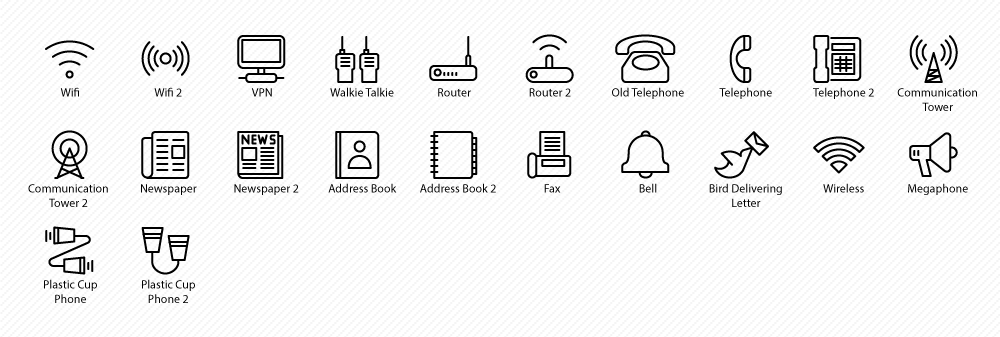 Wifi
Wifi 2
VPN
Walkie Talkie
Router
Router 2
Old Telephone
Telephone
Telephone 2
Communication
Tower
Communication
Tower 2
Newspaper
NEWS
Newspaper 2
Address Book
Address Book 2
Fax
Bell
Bird Delivering
Letter
Wireless
Megaphone
Plastic Cup
Phone
Plastic Cup
Phone 2